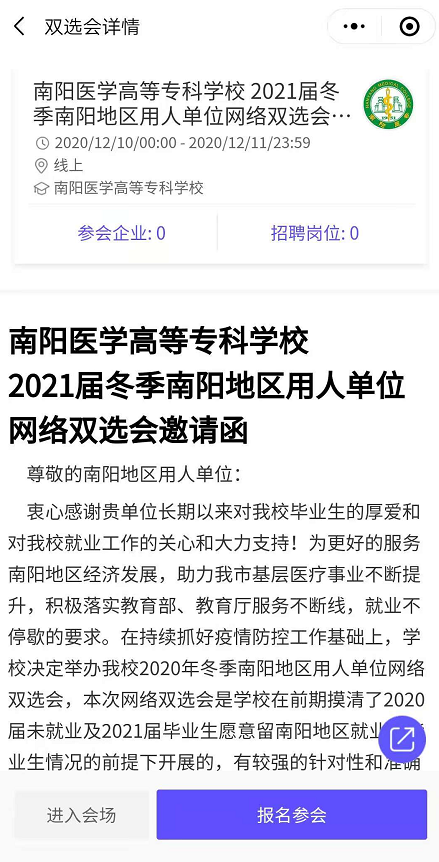 双选会详情
南阳医学高等专科学校 2021届冬
季南阳地区用人单位网络双选会…
2020/12/10/00:00 - 2020/12/11/23:59
线上
南阳医学高等专科学校
参会企业: 0
招聘岗位: 0
南阳医学高等专科学校
2021届冬季南阳地区用人单位
网络双选会邀请函
尊敬的南阳地区用人单位：
衷心感谢贵单位长期以来对我校毕业生的厚爱和
对我校就业工作的关心和大力支持！为更好的服务
南阳地区经济发展，助力我市基层医疗事业不断提
升，积极落实教育部、教育厅服务不断线，就业不
停歇的要求。在持续抓好疫情防控工作基础上，学
校决定举办我校2020年冬季南阳地区用人单位网络
双选会，本次网络双选会是学校在前期摸清了2020
届未就业及2021届毕业生愿意留南阳地区就业
业生情况的前提下开展的，有较强的针对性和准确
进入会场
报名参会